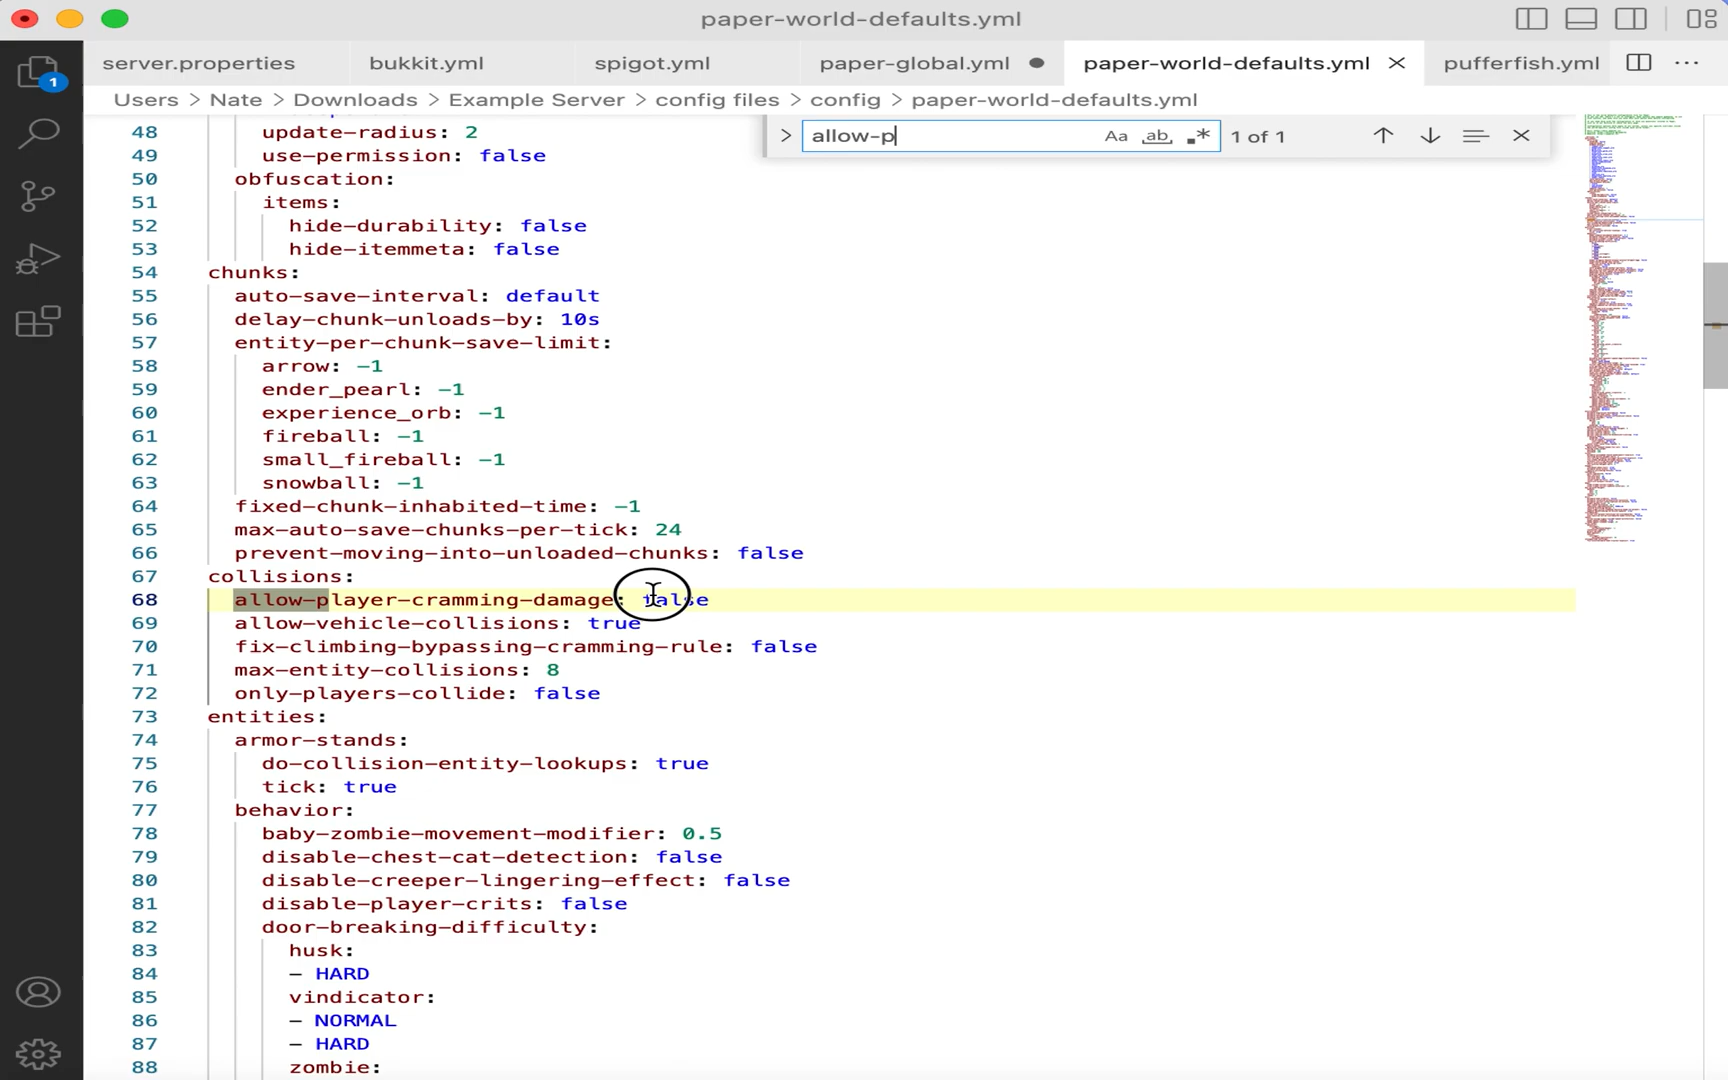 paper-world-defaults.yml
server.properties bukkit.yml spigot.yml paper-global.yml paper-world-defaults.yml pufferfish.yml
1
Users > Nate > Downloads > Example Server > config files > config > paper-world-defaults.yml
allow-p Aa ab .* 1 of 1
48 update-radius: 2
49 use-permission: false
50 obfuscation:
51 items:
52 hide-durability: false
53 hide-itemmeta: false
54 chunks:
55 auto-save-interval: default
56 delay-chunk-unloads-by: 10s
57 entity-per-chunk-save-limit:
58 arrow: -1
59 ender_pearl: -1
60 experience_orb: -1
61 fireball: -1
62 small_fireball: -1
63 snowball: -1
64 fixed-chunk-inhabited-time: -1
65 max-auto-save-chunks-per-tick: 24
66 prevent-moving-into-unloaded-chunks: false
67 collisions:
68 allow-player-cramming-damage: false
69 allow-vehicle-collisions: true
70 fix-climbing-bypassing-cramming-rule: false
71 max-entity-collisions: 8
72 only-players-collide: false
73 entities:
74 armor-stands:
75 do-collision-entity-lookups: true
76 tick: true
77 behavior:
78 baby-zombie-movement-modifier: 0.5
79 disable-chest-cat-detection: false
80 disable-creeper-lingering-effect: false
81 disable-player-crits: false
82 door-breaking-difficulty:
83 husk:
84 - HARD
85 vindicator:
86 - NORMAL
87 - HARD
88 zombie: